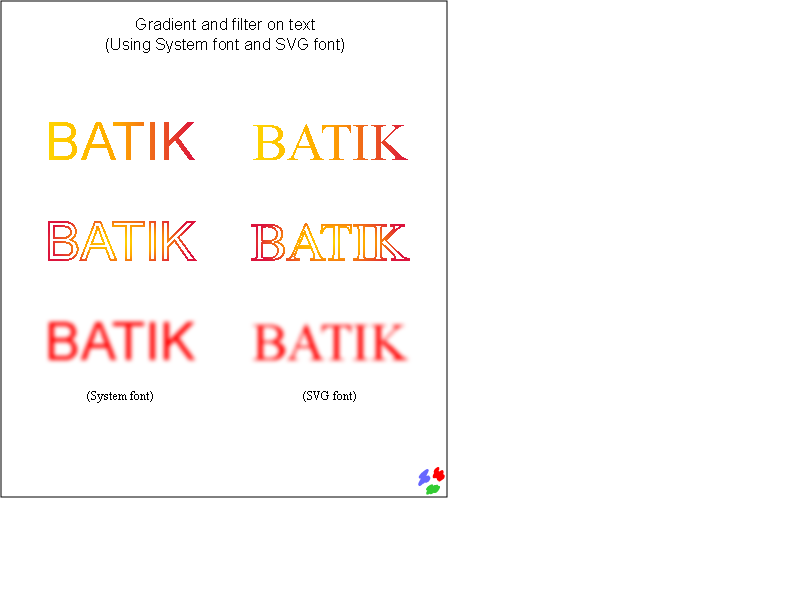 Gradient and filter on text
(Using System font and SVG font)
BATIK BATIK
BATIK BATIK
BATIK BATIK
(System font) (SVG font)